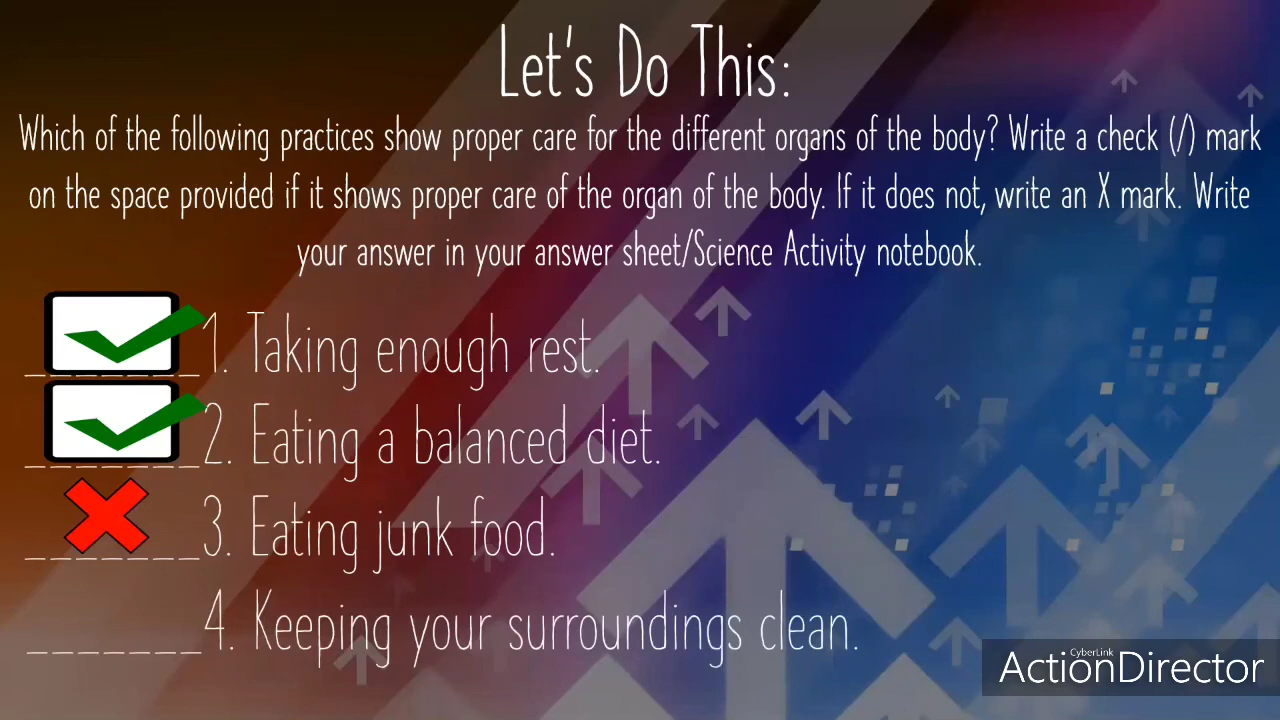 Let's Do This:
Which of the following practices show proper care for the different organs of the body? Write a check (/) mark
on the space provided if it shows proper care of the organ of the body. If it does not, write an X mark. Write
your answer in your answer sheet/Science Activity notebook.
_______1. Taking enough rest.
_______2. Eating a balanced diet.
_______3. Eating junk food.
_______4. Keeping your surroundings clean.
CyberLink
ActionDirector